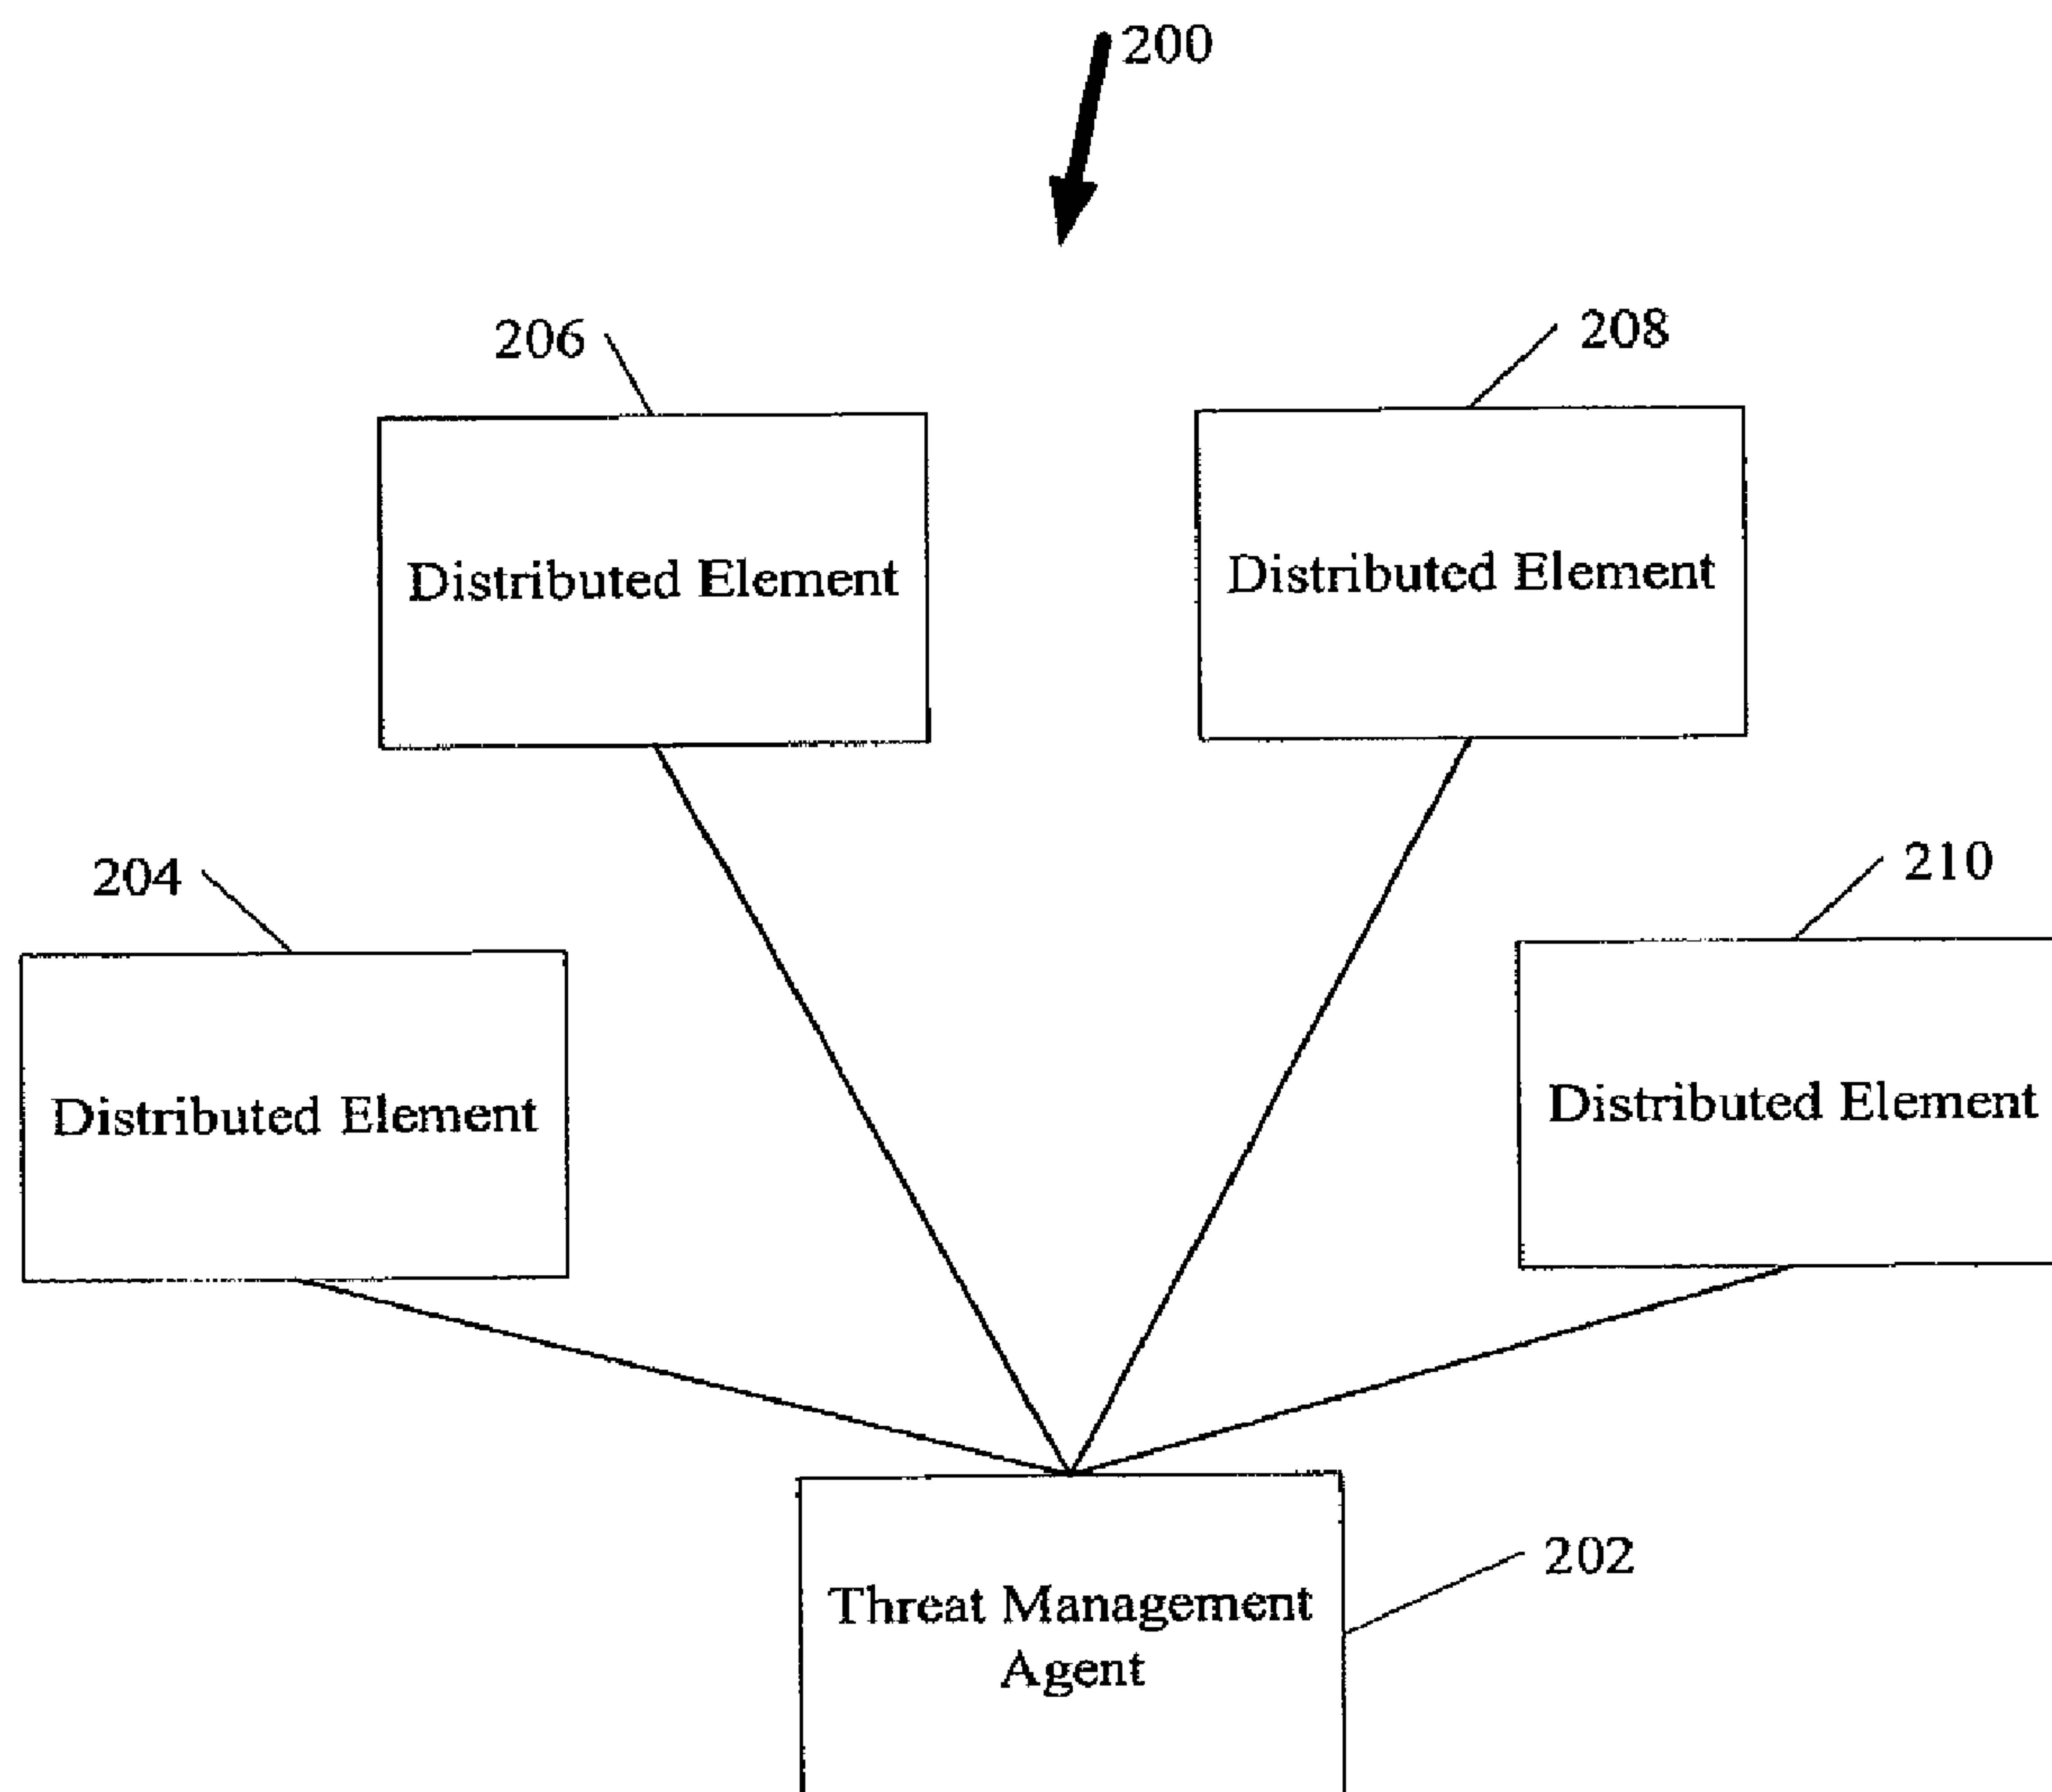 200
206
208
Distributed Element
Distributed Element
204
210
Distributed Element
Distributed Element
202
Threat Management
Agent